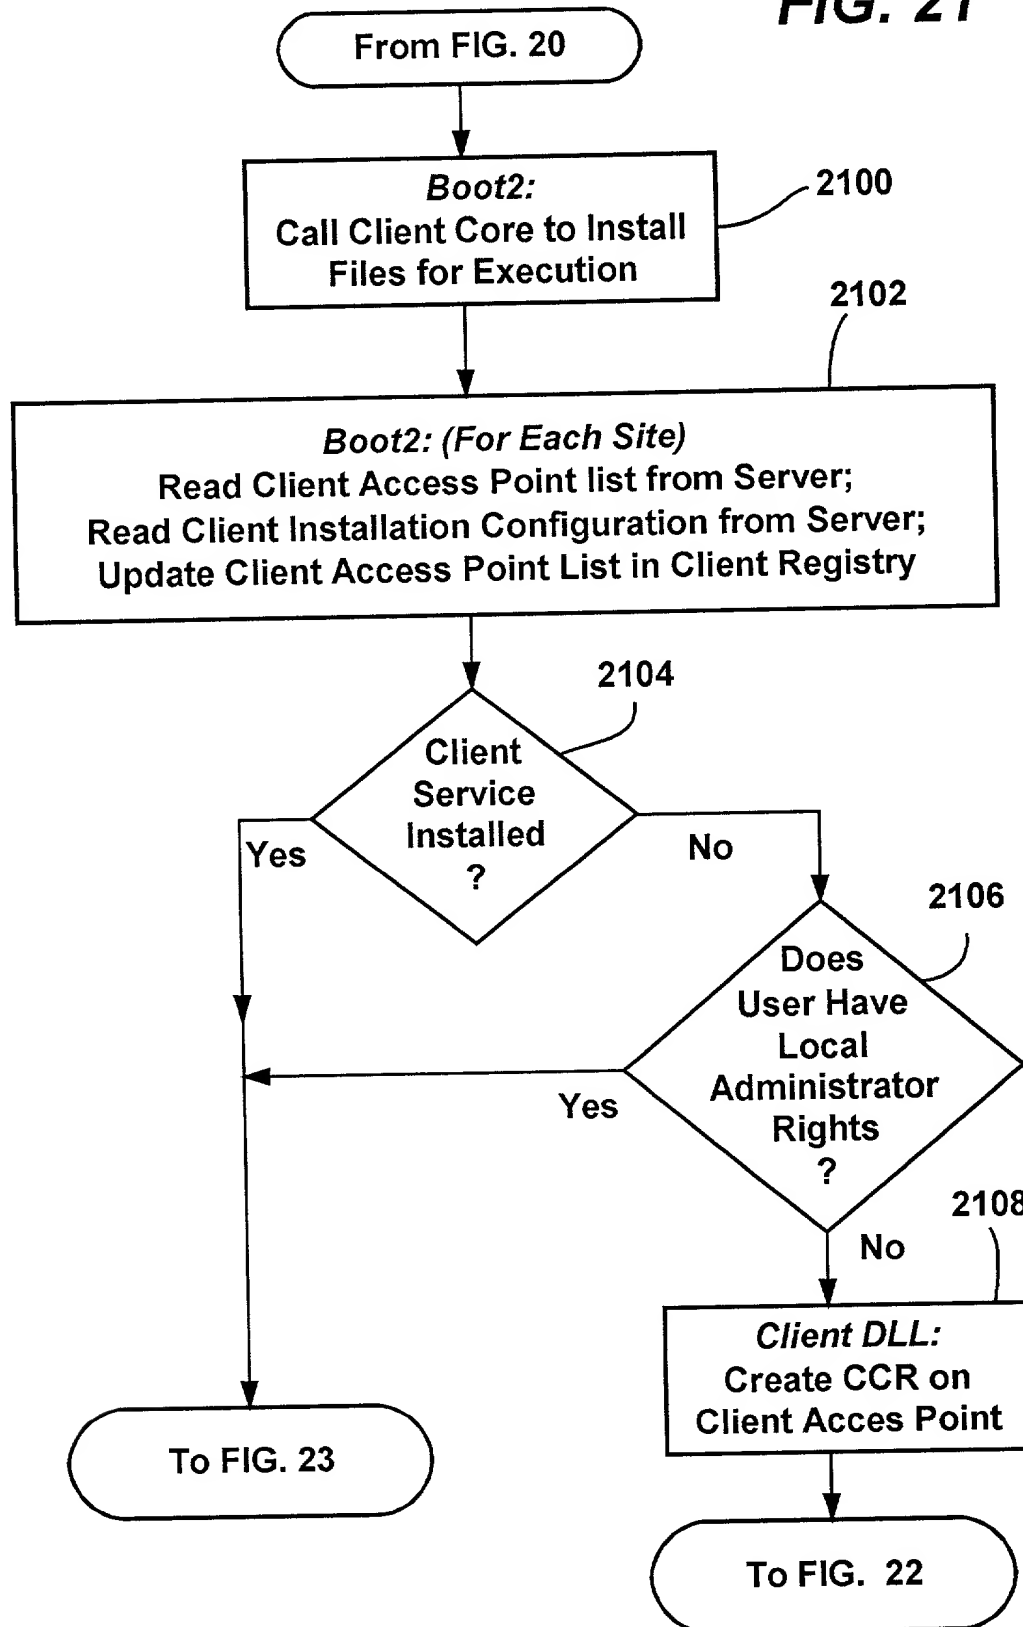 FIG. 21
From FIG. 20
Boot2:
Call Client Core to Install
Files for Execution
2100
2102
Boot2: (For Each Site)
Read Client Access Point list from Server;
Read Client Installation Configuration from Server;
Update Client Access Point List in Client Registry
2104
Client
Service
Installed
?
Yes
No
2106
Does
User Have
Local
Administrator
Rights
?
Yes
No
2108
Client DLL:
Create CCR on
Client Acces Point
To FIG. 23
To FIG. 22